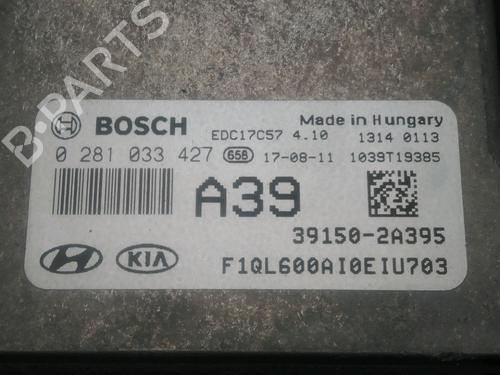 B-PARTS
BOSCH
EDC17C57 4.10
Made in Hungary
1314 0113
0 281 033 427 658 17-08-11 1039T19385
A39
39150-2A395
KIA
F1QL600AI0EIU703